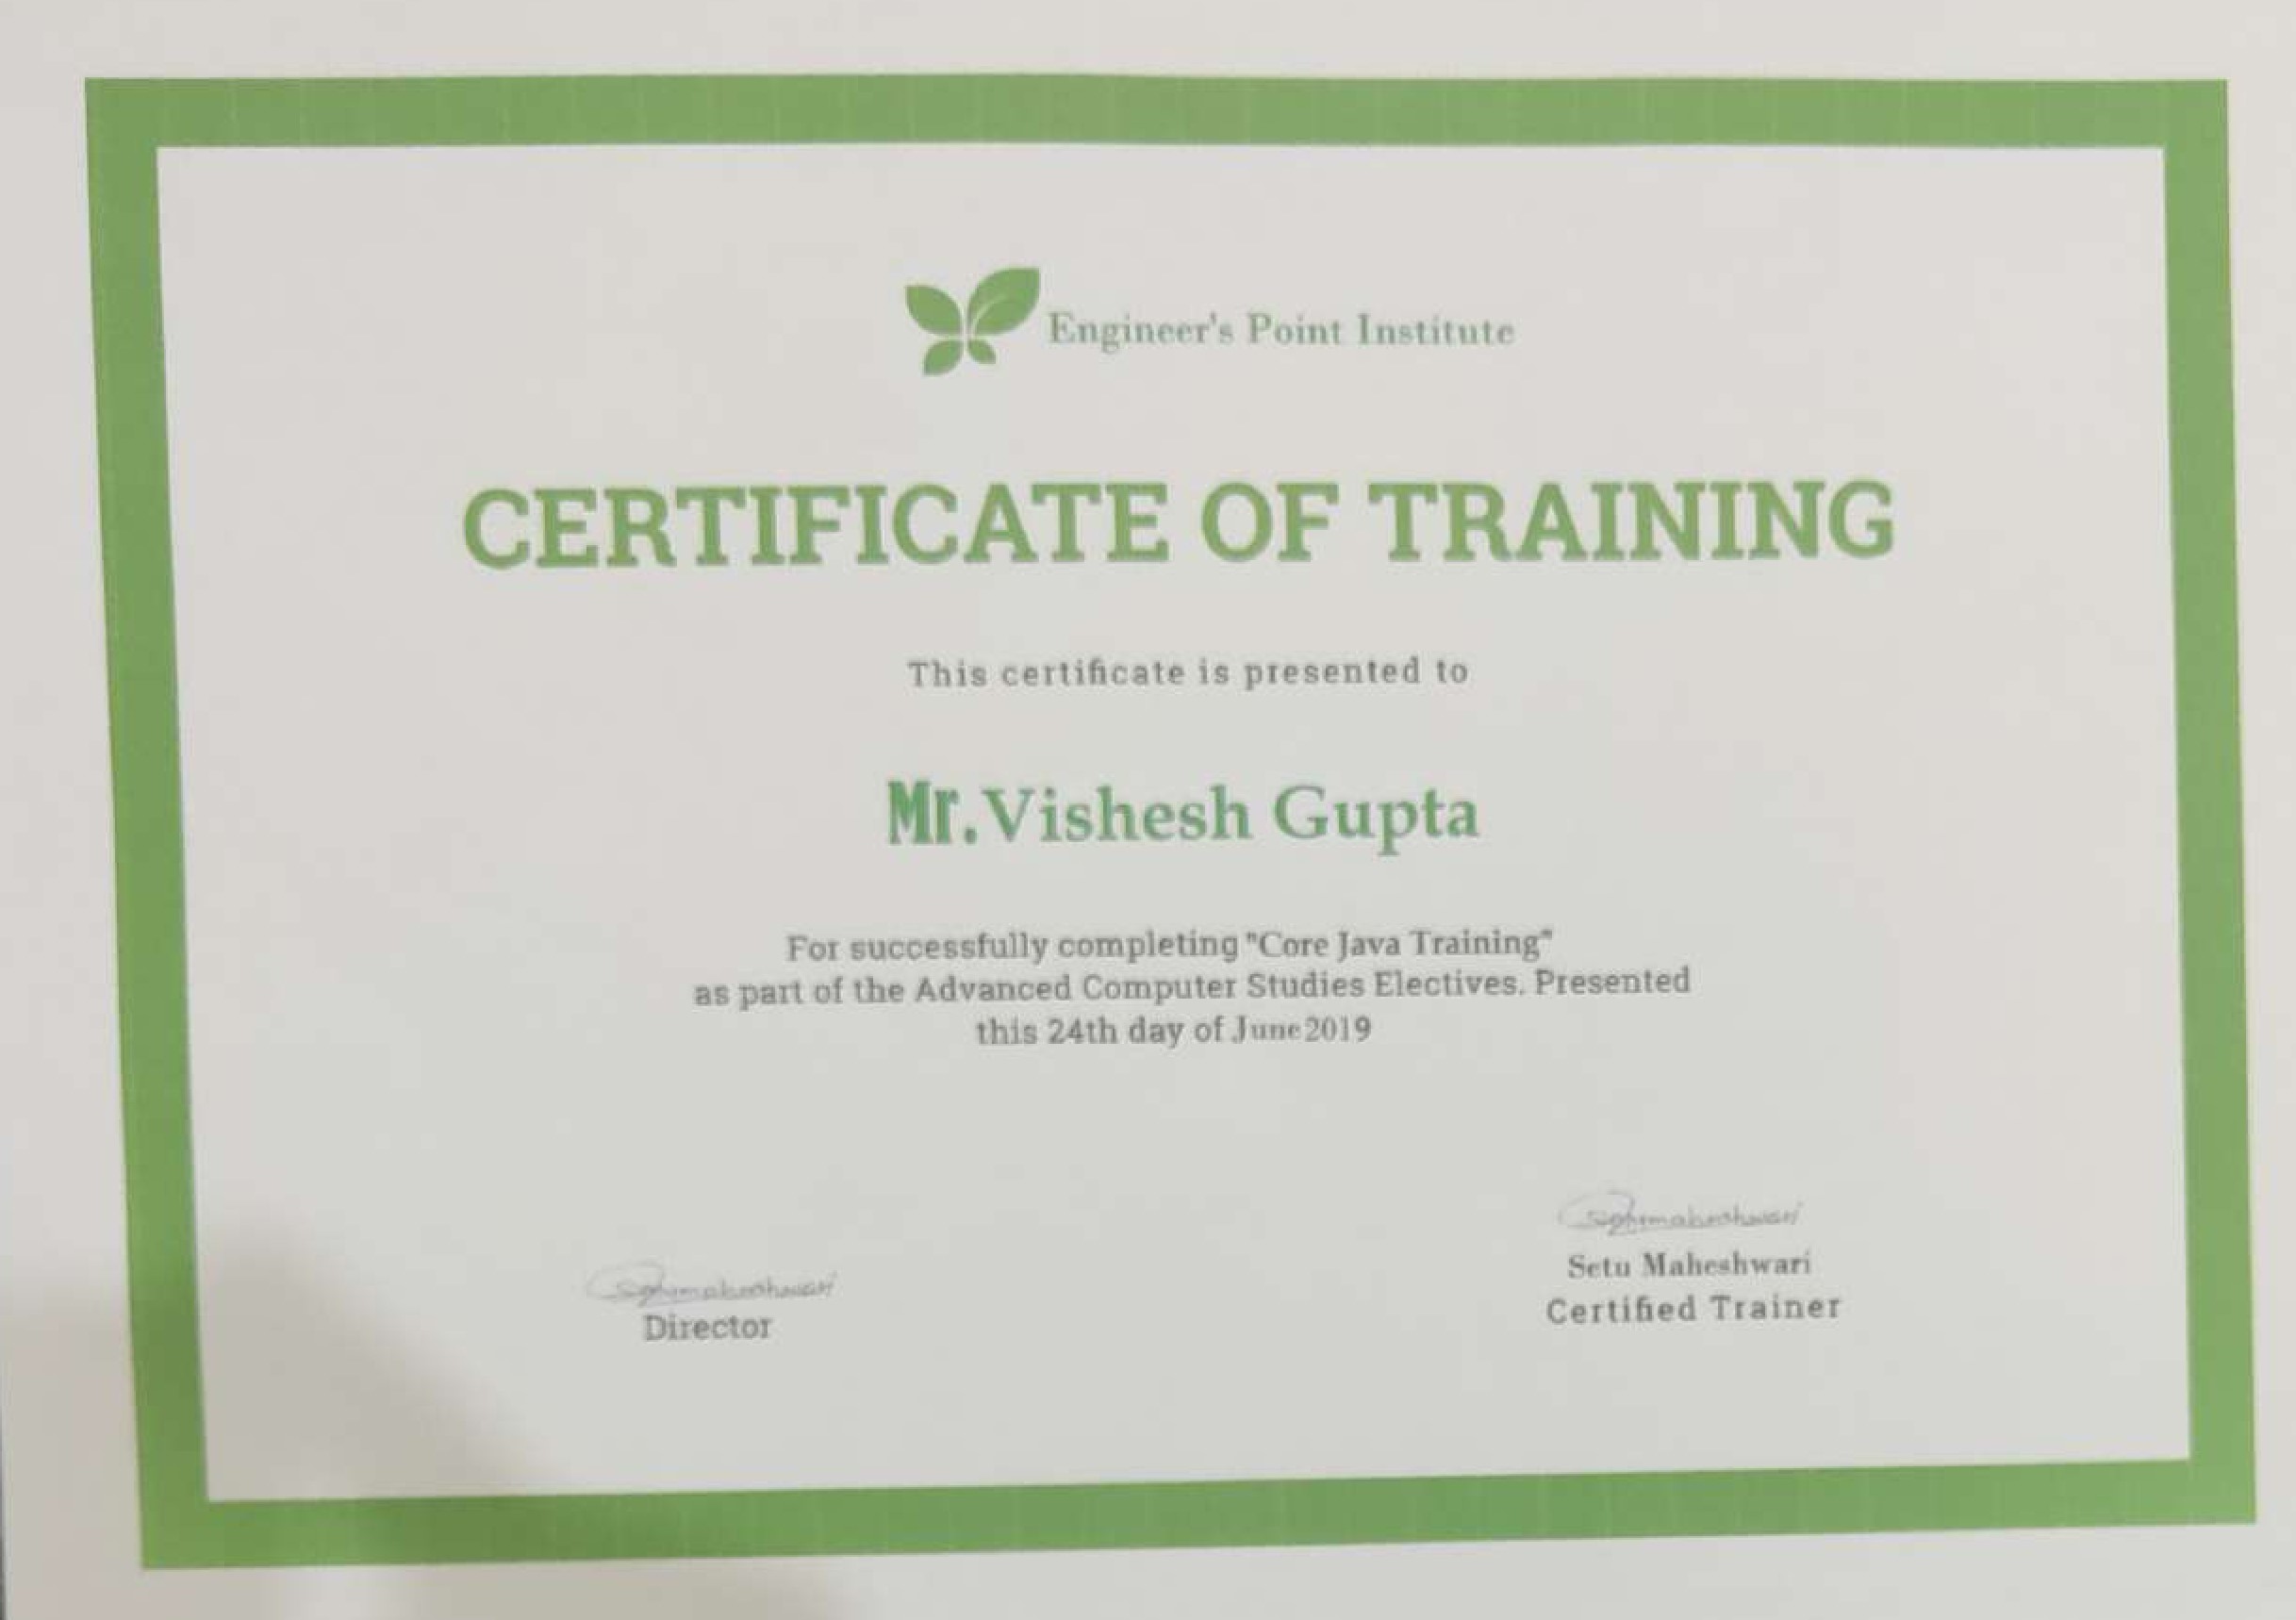 Engineer's Point Institute
CERTIFICATE OF TRAINING
This certificate is presented to
Mr.Vishesh Gupta
For successfully completing "Core Java Training"
as part of the Advanced Computer Studies Electives. Presented
this 24th day of June 2019
Director
Setu Maheshwari
Certified Trainer